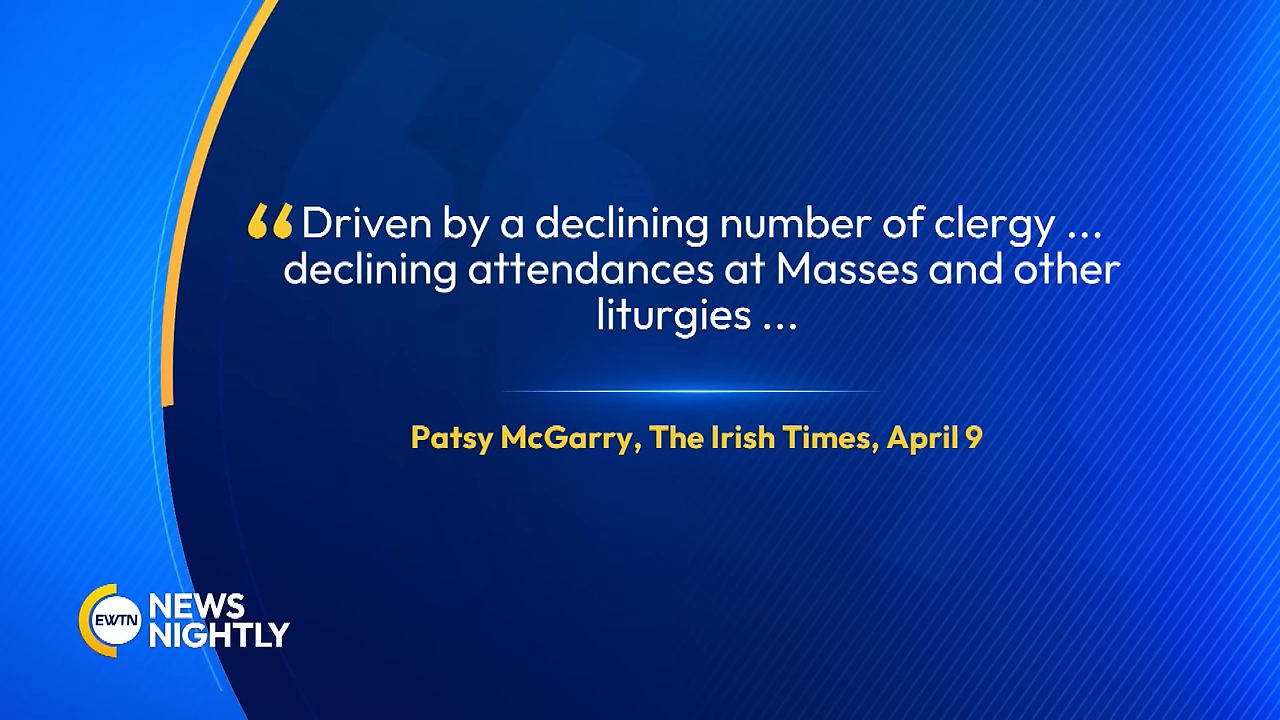 “Driven by a declining number of clergy ...
declining attendances at Masses and other
liturgies ...
Patsy McGarry, The Irish Times, April 9
EWTN
NEWS
NIGHTLY